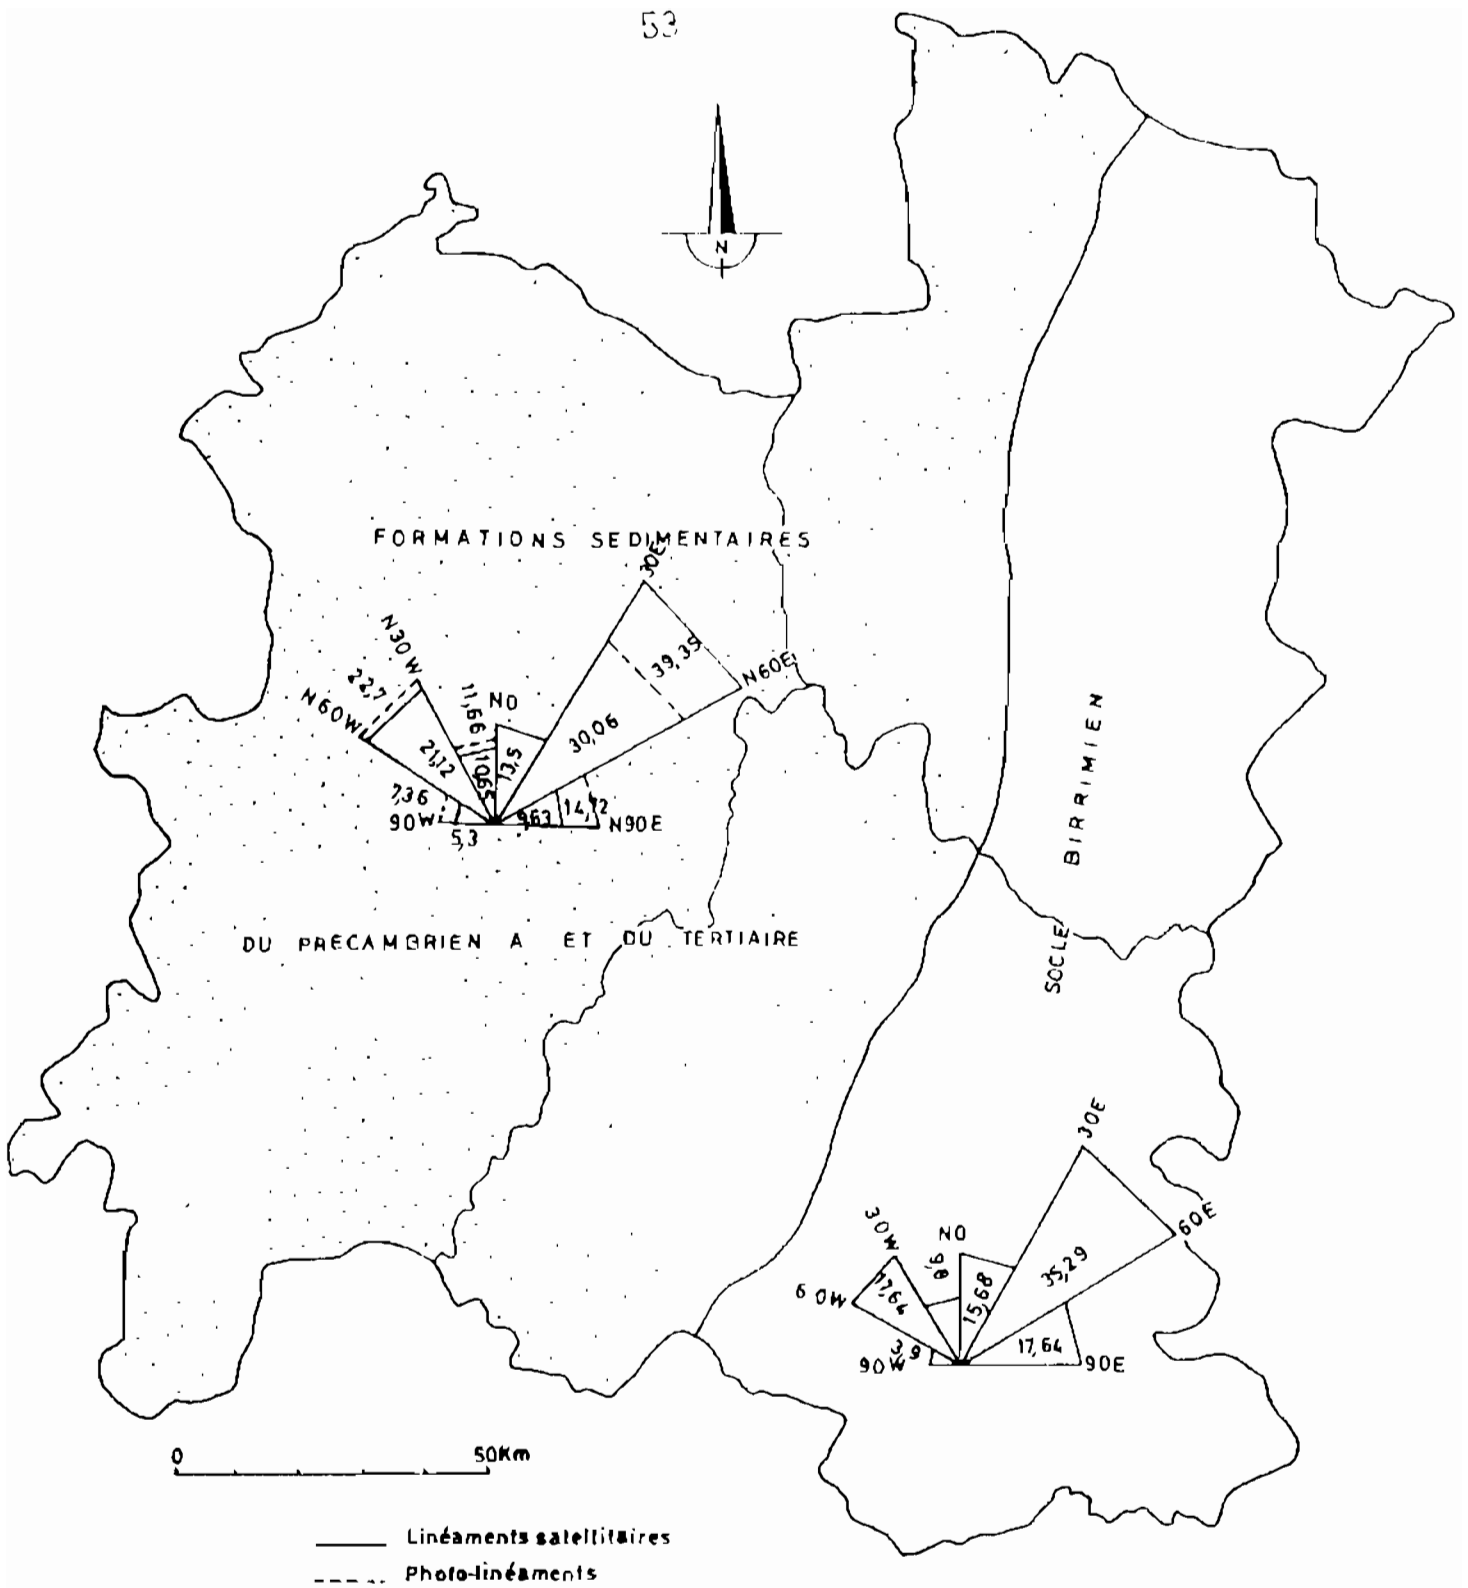 53
N
FORMATIONS SEDIMENTAIRES
30E
N30W
39,35
N60E
22,7
11,66
N0
N60W
30,06
21,12
10,65
13,5
7,36
90W
5,3
9,63
14,72
N90E
BIRRIMIEN
DU PRECAMBRIEN A ET DU TERTIAIRE
SOCLE
30E
60E
30W
N0
9,8
35,29
60W
17,64
15,68
3,9
90W
17,64
90E
0 50Km
Linéaments satellitaires
Photo-linéaments